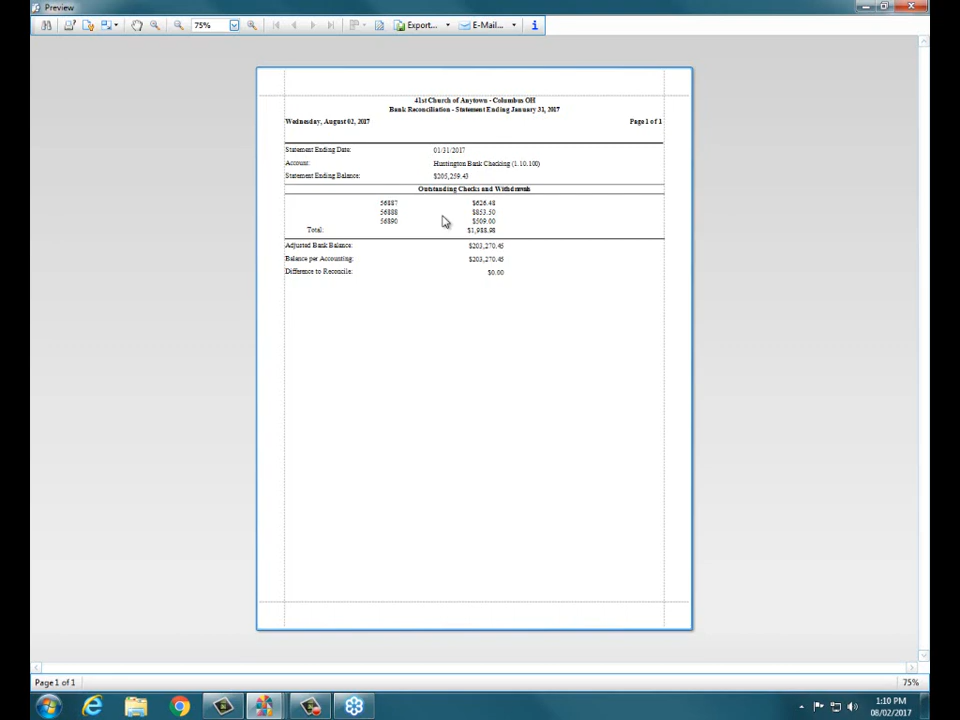 Preview
75%
Export...
E-Mail...
41st Church of Anytown - Columbus OH
Bank Reconciliation - Statement Ending January 31, 2017
Wednesday, August 02, 2017 Page 1 of 1
Statement Ending Date: 01/31/2017
Account: Huntington Bank Checking (1.10.100)
Statement Ending Balance: $205,259.43
Outstanding Checks and Withdrawals
56887 $626.48
56888 $853.50
56890 $509.00
Total: $1,988.98
Adjusted Bank Balance: $203,270.45
Balance per Accounting: $203,270.45
Difference to Reconcile: $0.00
Page 1 of 1 75%
1:10 PM
08/02/2017